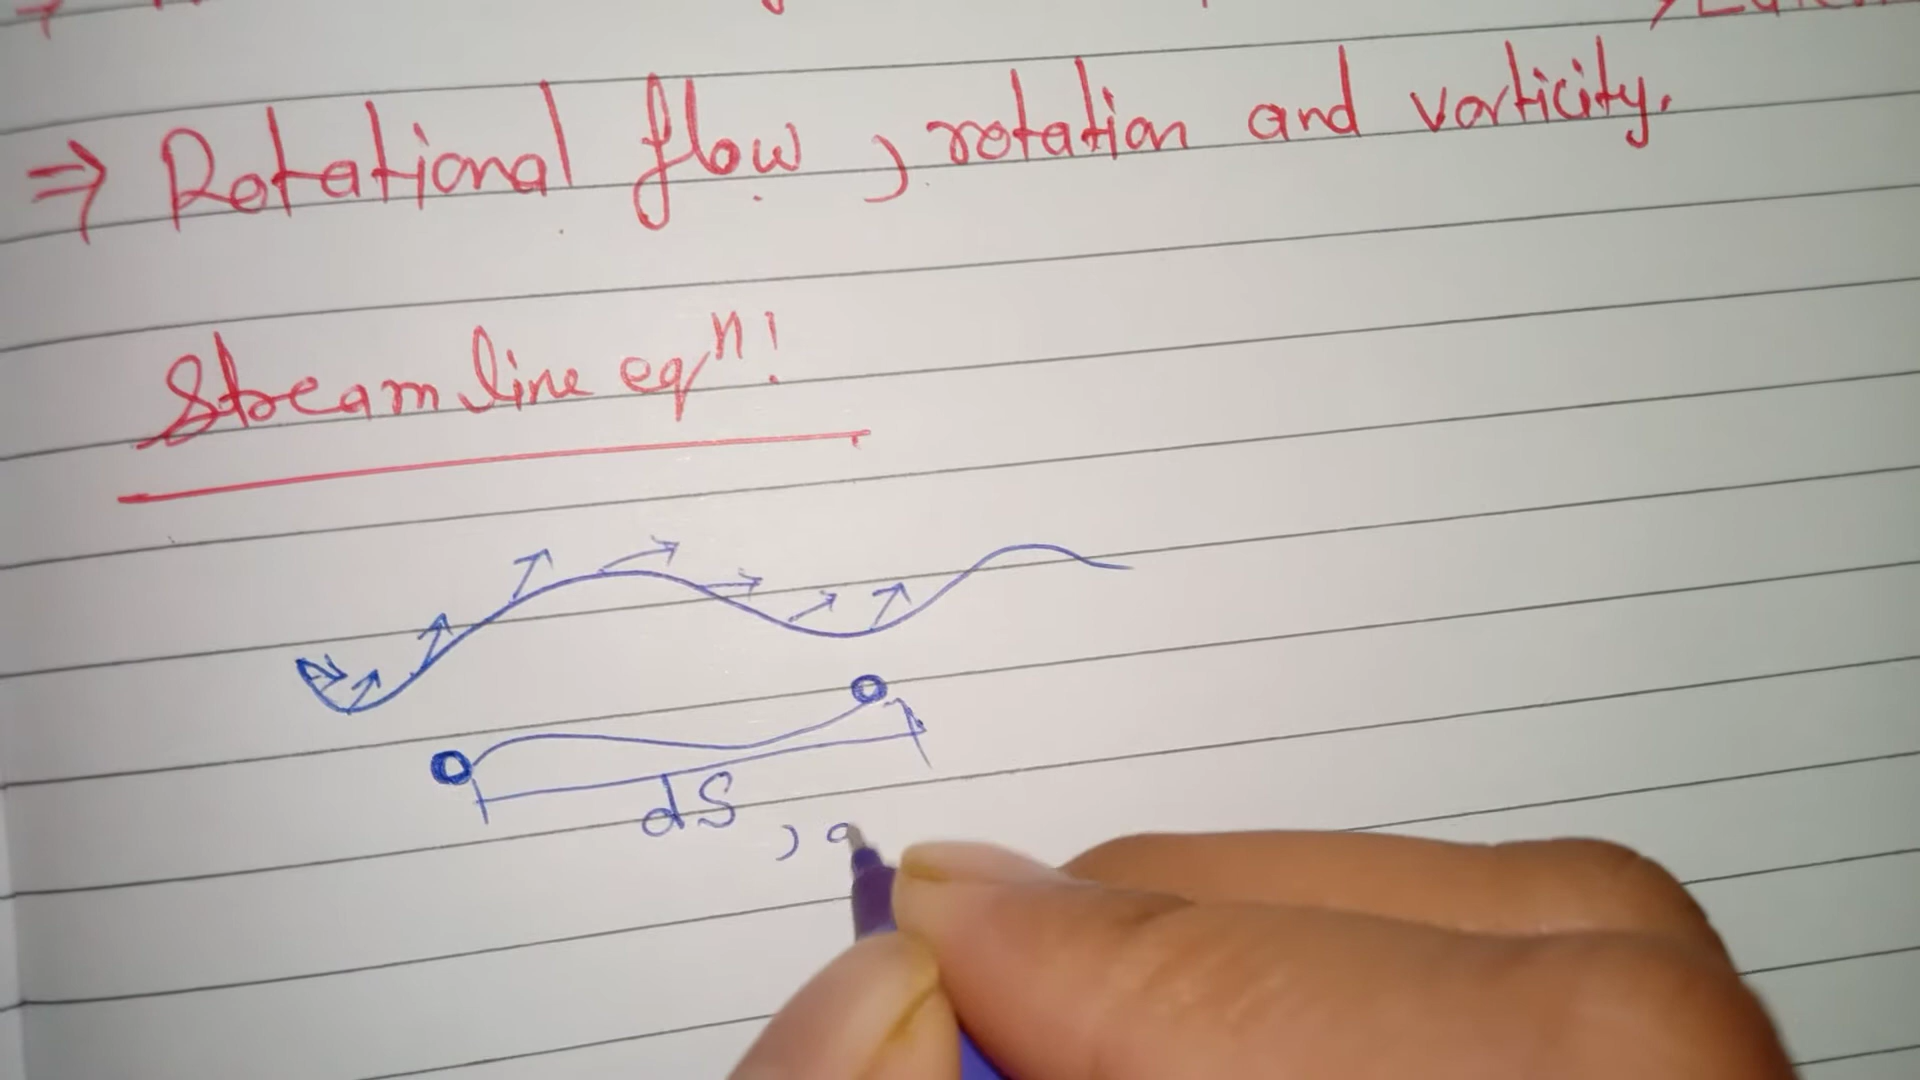 ⇒ Rotational flow, rotation and vorticity.
Stream line eqⁿ:
dS ,